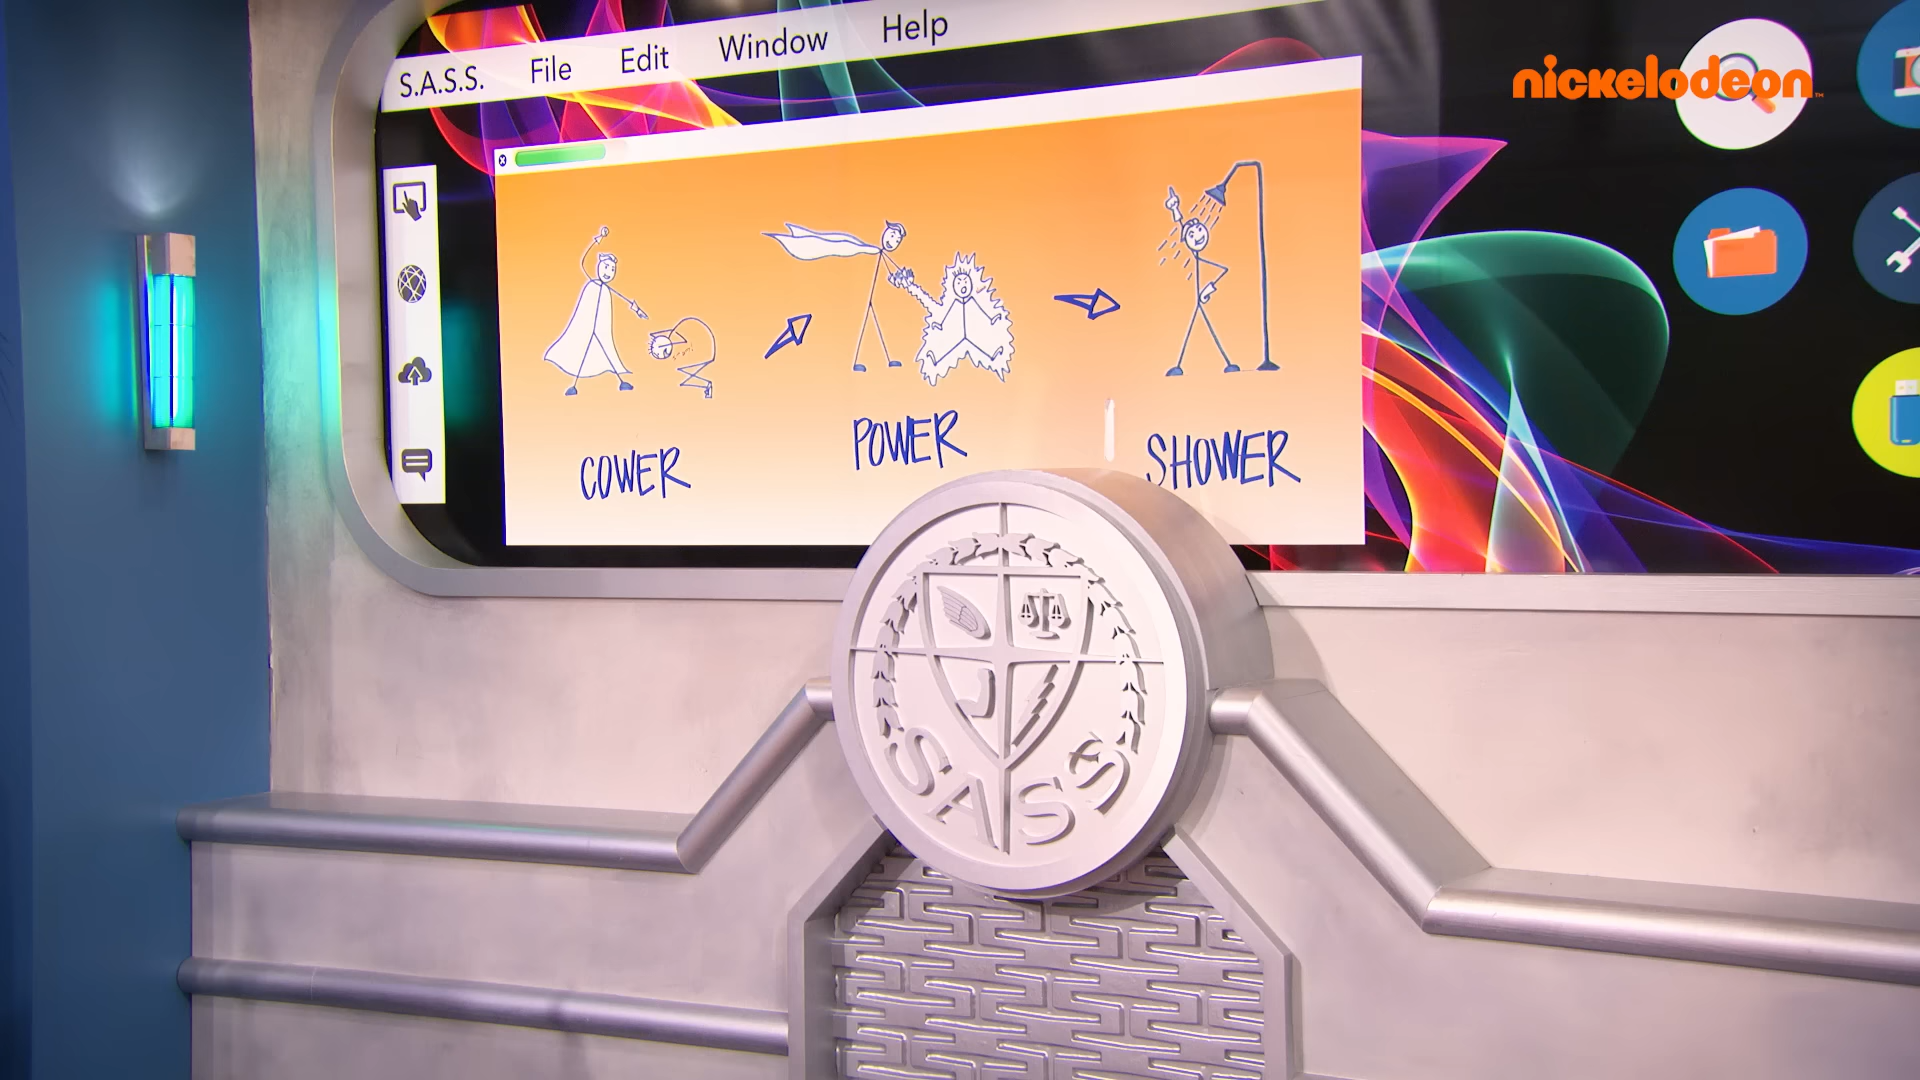 S.A.S.S. File Edit Window Help
nickelodeon
COWER
POWER
SHOWER
SASS